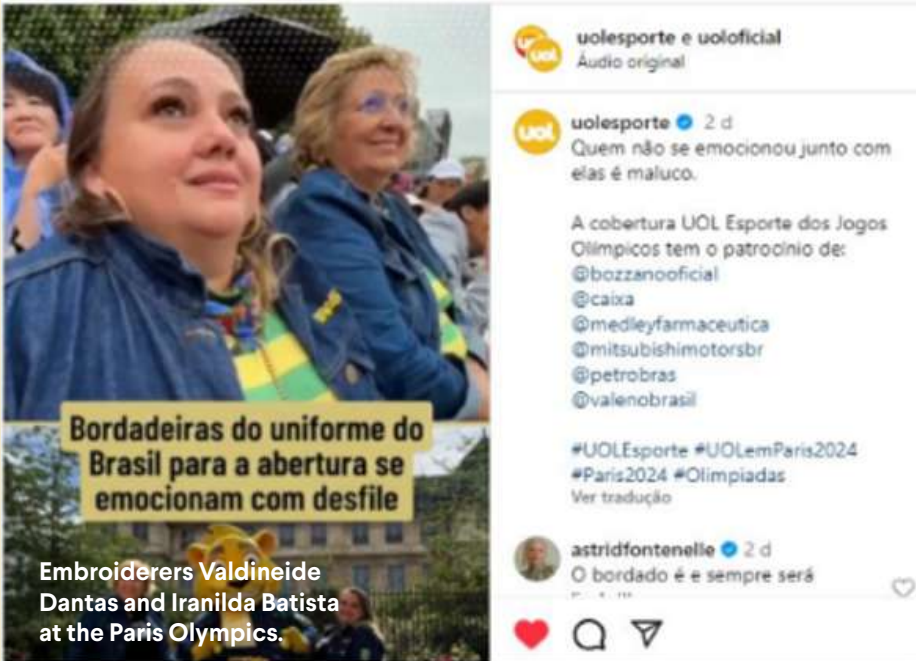 Bordadeiras do uniforme do
Brasil para a abertura se
emocionam com desfile
Embroiderers Valdineide
Dantas and Iranilda Batista
at the Paris Olympics.
uol
uolesporte e uoloficial
Áudio original
uol
uolesporte 2 d
Quem não se emocionou junto com
elas é maluco.
A cobertura UOL Esporte dos Jogos
Olímpicos tem o patrocínio de:
@bozzanooficial
@caixa
@medleyfarmaceutica
@mitsubishimotorsbr
@petrobras
@valenobrasil
#UOLEsporte #UOLemParis2024
#Paris2024 #Olimpiadas
Ver tradução
astridfontenelle 2 d
O bordado é e sempre será